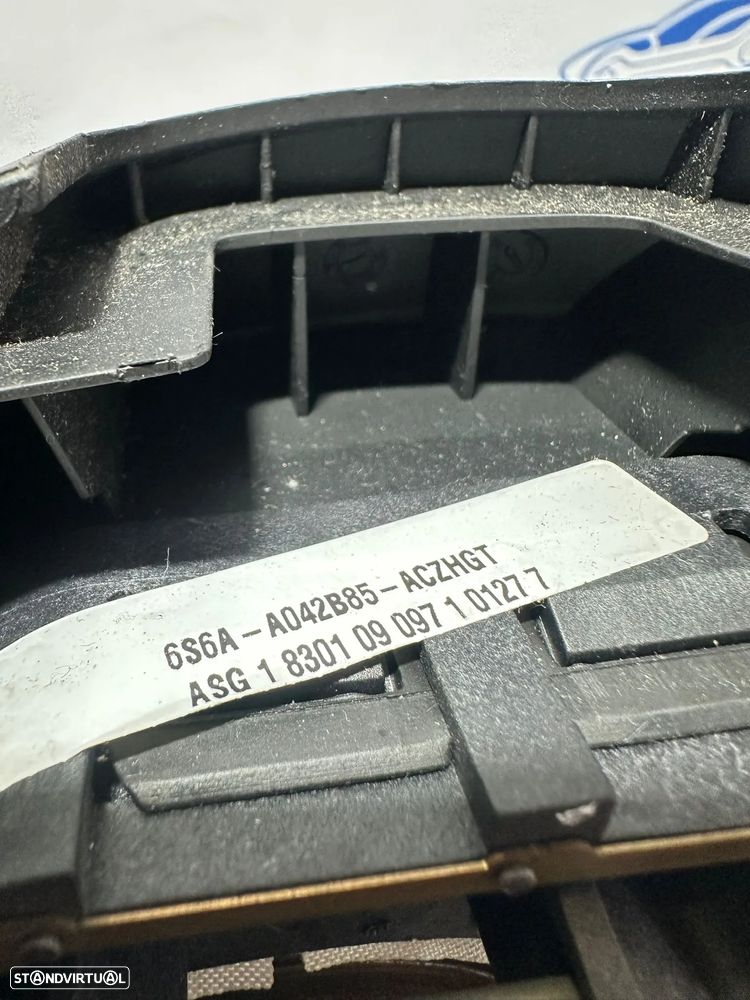 6S6A-A042B85-ACZHGT
ASG 1 8301 09 097 1 0127 7
STANDVIRTUAL